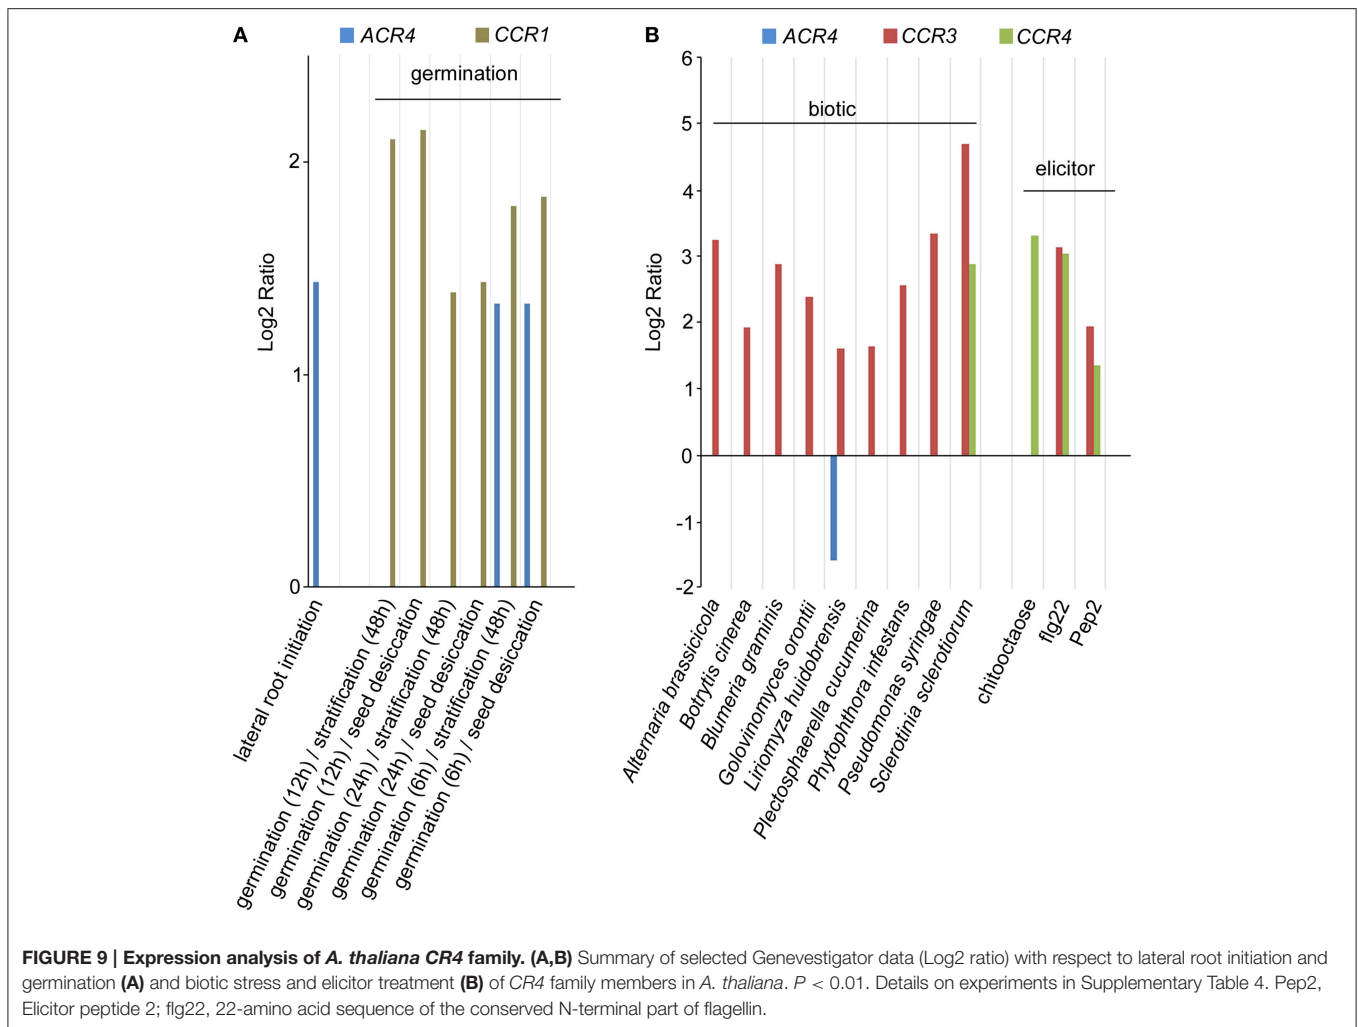 A
ACR4
CCR1
germination
Log2 Ratio
2
1
0
lateral root initiation
germination (12h) / stratification (48h)
germination (12h) / seed desiccation
germination (24h) / stratification (48h)
germination (24h) / seed desiccation
germination (6h) / stratification (48h)
germination (6h) / seed desiccation
B
ACR4
CCR3
CCR4
biotic
elicitor
Log2 Ratio
6
5
4
3
2
1
0
-1
-2
Alternaria brassicicola
Botrytis cinerea
Blumeria graminis
Golovinomyces orontii
Liriomyza huidobrensis
Plectosphaerella cucumerina
Phytophthora infestans
Pseudomonas syringae
Sclerotinia sclerotiorum
chitooctaose
flg22
Pep2
FIGURE 9 | Expression analysis of A. thaliana CR4 family. (A,B) Summary of selected Genevestigator data (Log2 ratio) with respect to lateral root initiation and
germination (A) and biotic stress and elicitor treatment (B) of CR4 family members in A. thaliana. P < 0.01. Details on experiments in Supplementary Table 4. Pep2,
Elicitor peptide 2; flg22, 22-amino acid sequence of the conserved N-terminal part of flagellin.